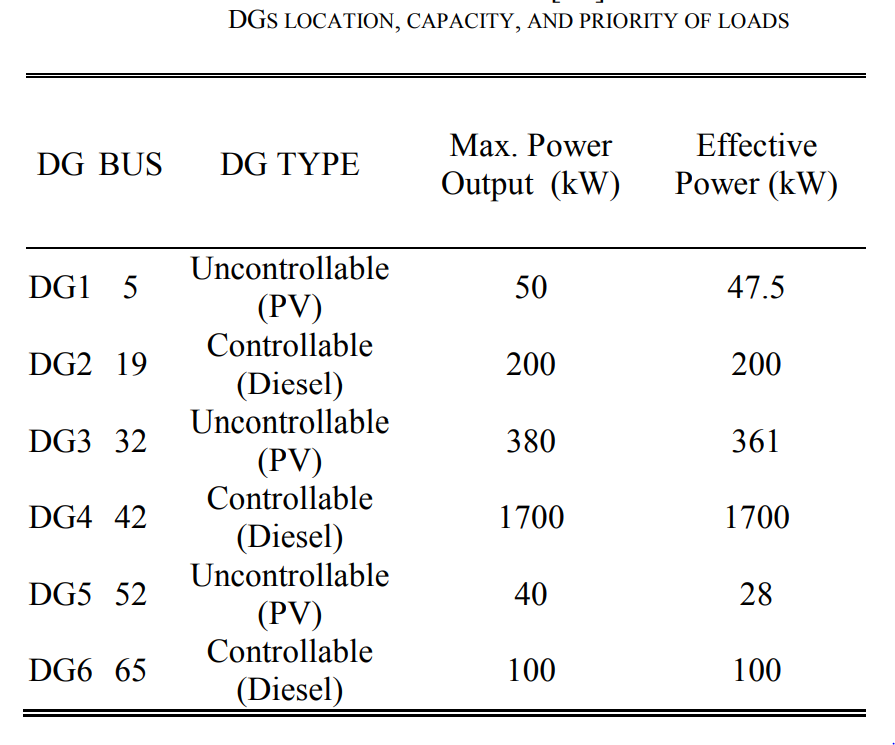 DGS LOCATION, CAPACITY, AND PRIORITY OF LOADS
DG BUS DG TYPE Max. Power Output (kW) Effective Power (kW)
DG1 5 Uncontrollable (PV) 50 47.5
DG2 19 Controllable (Diesel) 200 200
DG3 32 Uncontrollable (PV) 380 361
DG4 42 Controllable (Diesel) 1700 1700
DG5 52 Uncontrollable (PV) 40 28
DG6 65 Controllable (Diesel) 100 100